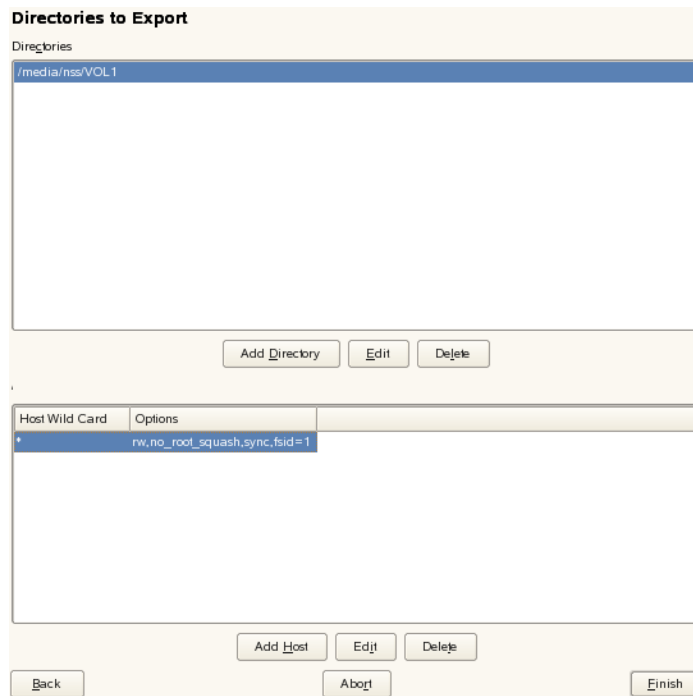 Directories to Export
Directories
/media/nss/VOL1
Add Directory Edit Delete
Host Wild Card Options
* rw,no_root_squash,sync,fsid=1
Add Host Edit Delete
Back Abort Finish